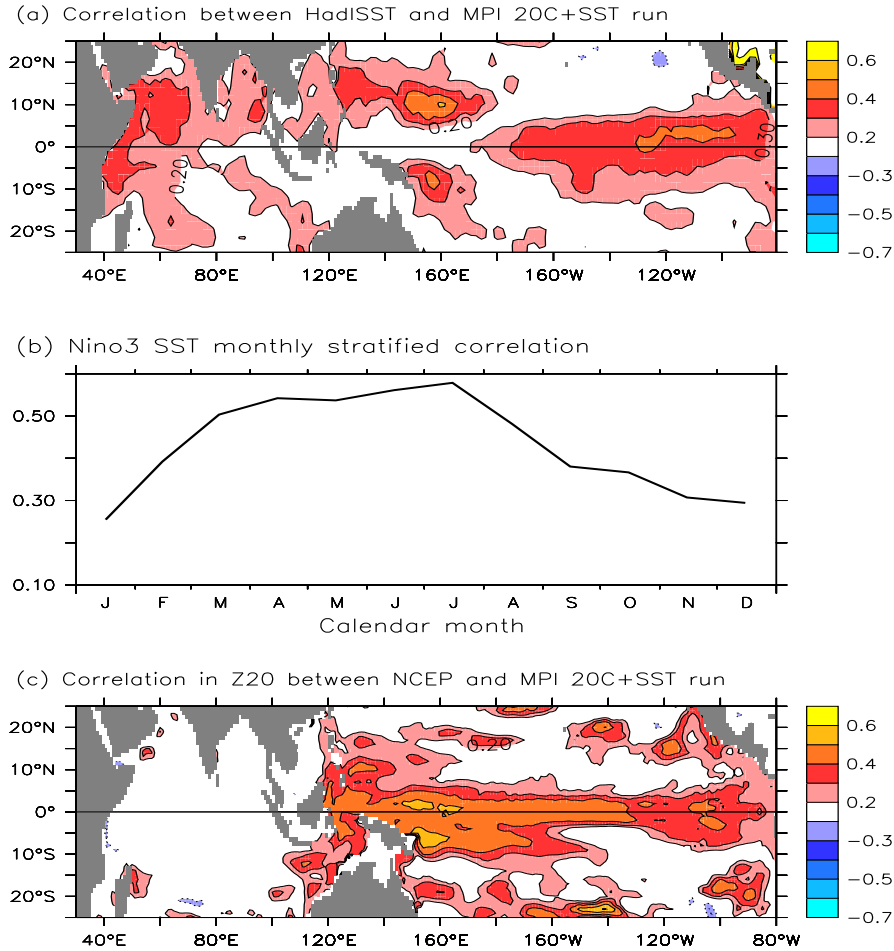 (a) Correlation between HadISST and MPI 20C+SST run
20°N
10°N
0°
10°S
20°S
0.20
0.20
0.30
0.6
0.4
0.2
−0.3
−0.5
−0.7
40°E 80°E 120°E 160°E 160°W 120°W
(b) Nino3 SST monthly stratified correlation
0.50
0.30
0.10
J F M A M J J A S O N D
Calendar month
(c) Correlation in Z20 between NCEP and MPI 20C+SST run
20°N
10°N
0°
10°S
20°S
0.20
0.6
0.4
0.2
−0.3
−0.5
−0.7
40°E 80°E 120°E 160°E 160°W 120°W 80°W